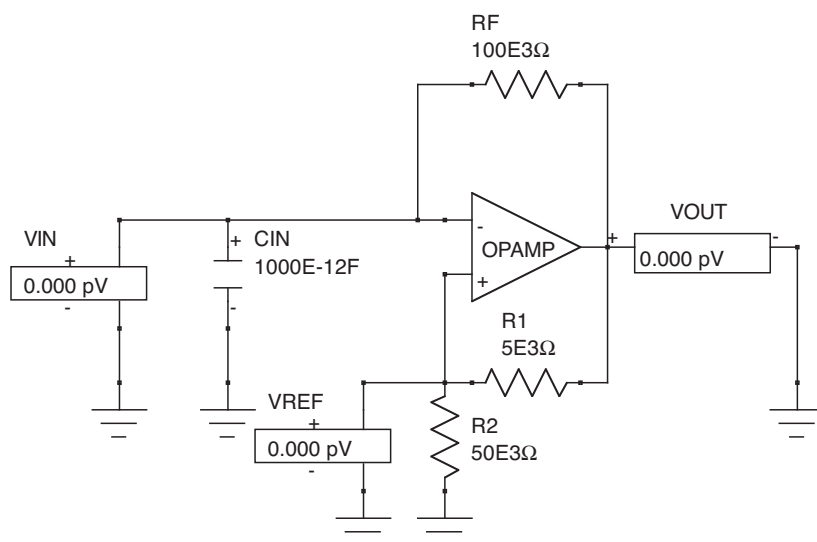 RF
100E3Ω
VIN
+
0.000 pV
-
+
CIN
1000E-12F
-
-
OPAMP
+
+
VOUT
-
0.000 pV
R1
5E3Ω
VREF
+
0.000 pV
-
R2
50E3Ω